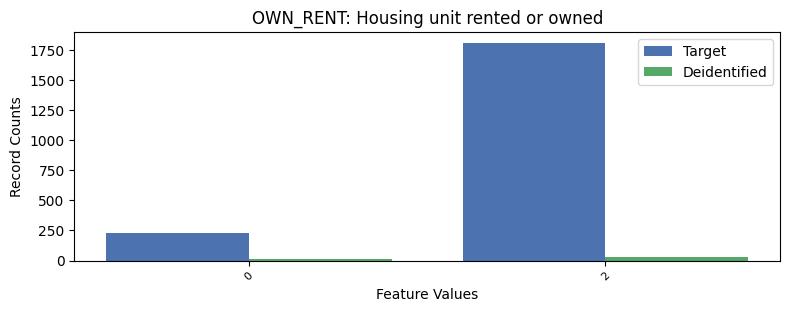 OWN_RENT: Housing unit rented or owned
Target
Deidentified
Record Counts
1750
1500
1250
1000
750
500
250
0
0
2
Feature Values